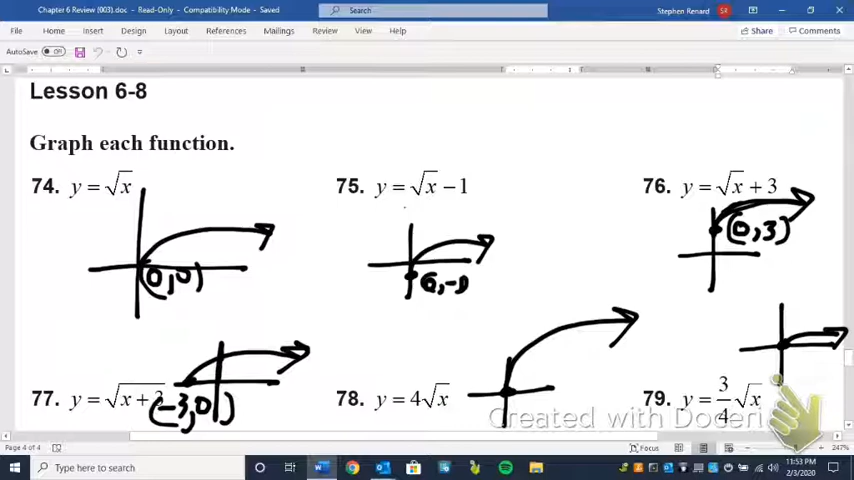 Chapter 6 Review (003).doc - Read-Only - Compatibility Mode - Saved
Search
Stephen Renard SR
File Home Insert Design Layout References Mailings Review View Help
Share Comments
AutoSave Off
Lesson 6-8
Graph each function.
74. y = √x
75. y = √x − 1
76. y = √x + 3
(0,0)
(0,-1)
(0,3)
77. y = √x + 3
78. y = 4√x
79. y = 3/4 √x
(-3,0)
Created with Doceri
Page 4 of 4
Focus
247%
Type here to search
11:53 PM
2/3/2020